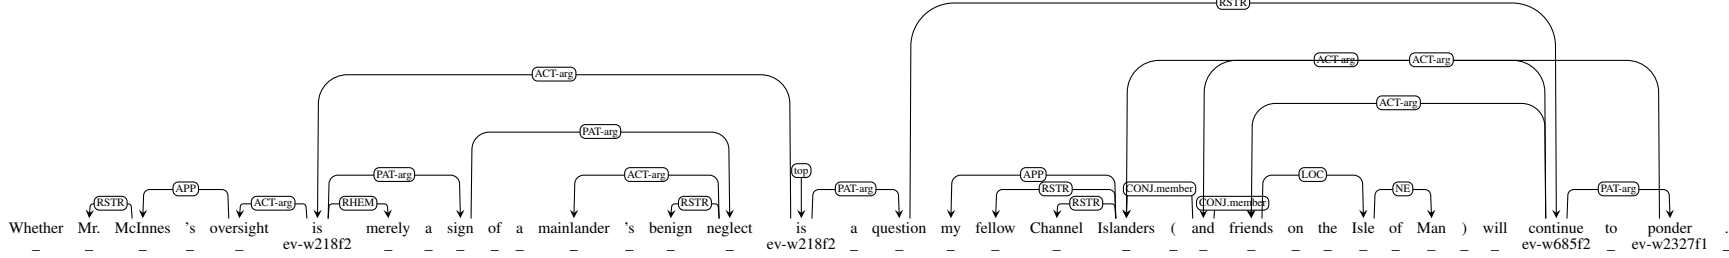 RSTR
ACT-arg ACT-arg
ACT-arg
ACT-arg
PAT-arg
top
PAT-arg ACT-arg APP LOC
APP PAT-arg RSTR CONJ.member NE PAT-arg
RSTR ACT-arg RHEM RSTR RSTR CONJ.member
Whether Mr. McInnes 's oversight is merely a sign of a mainlander 's benign neglect is a question my fellow Channel Islanders ( and friends on the Isle of Man ) will continue to ponder .
_ _ _ _ _ ev-w218f2 _ _ _ _ _ _ _ _ _ ev-w218f2 _ _ _ _ _ _ _ _ _ _ _ _ _ _ _ _ ev-w685f2 _ ev-w2327f1 _